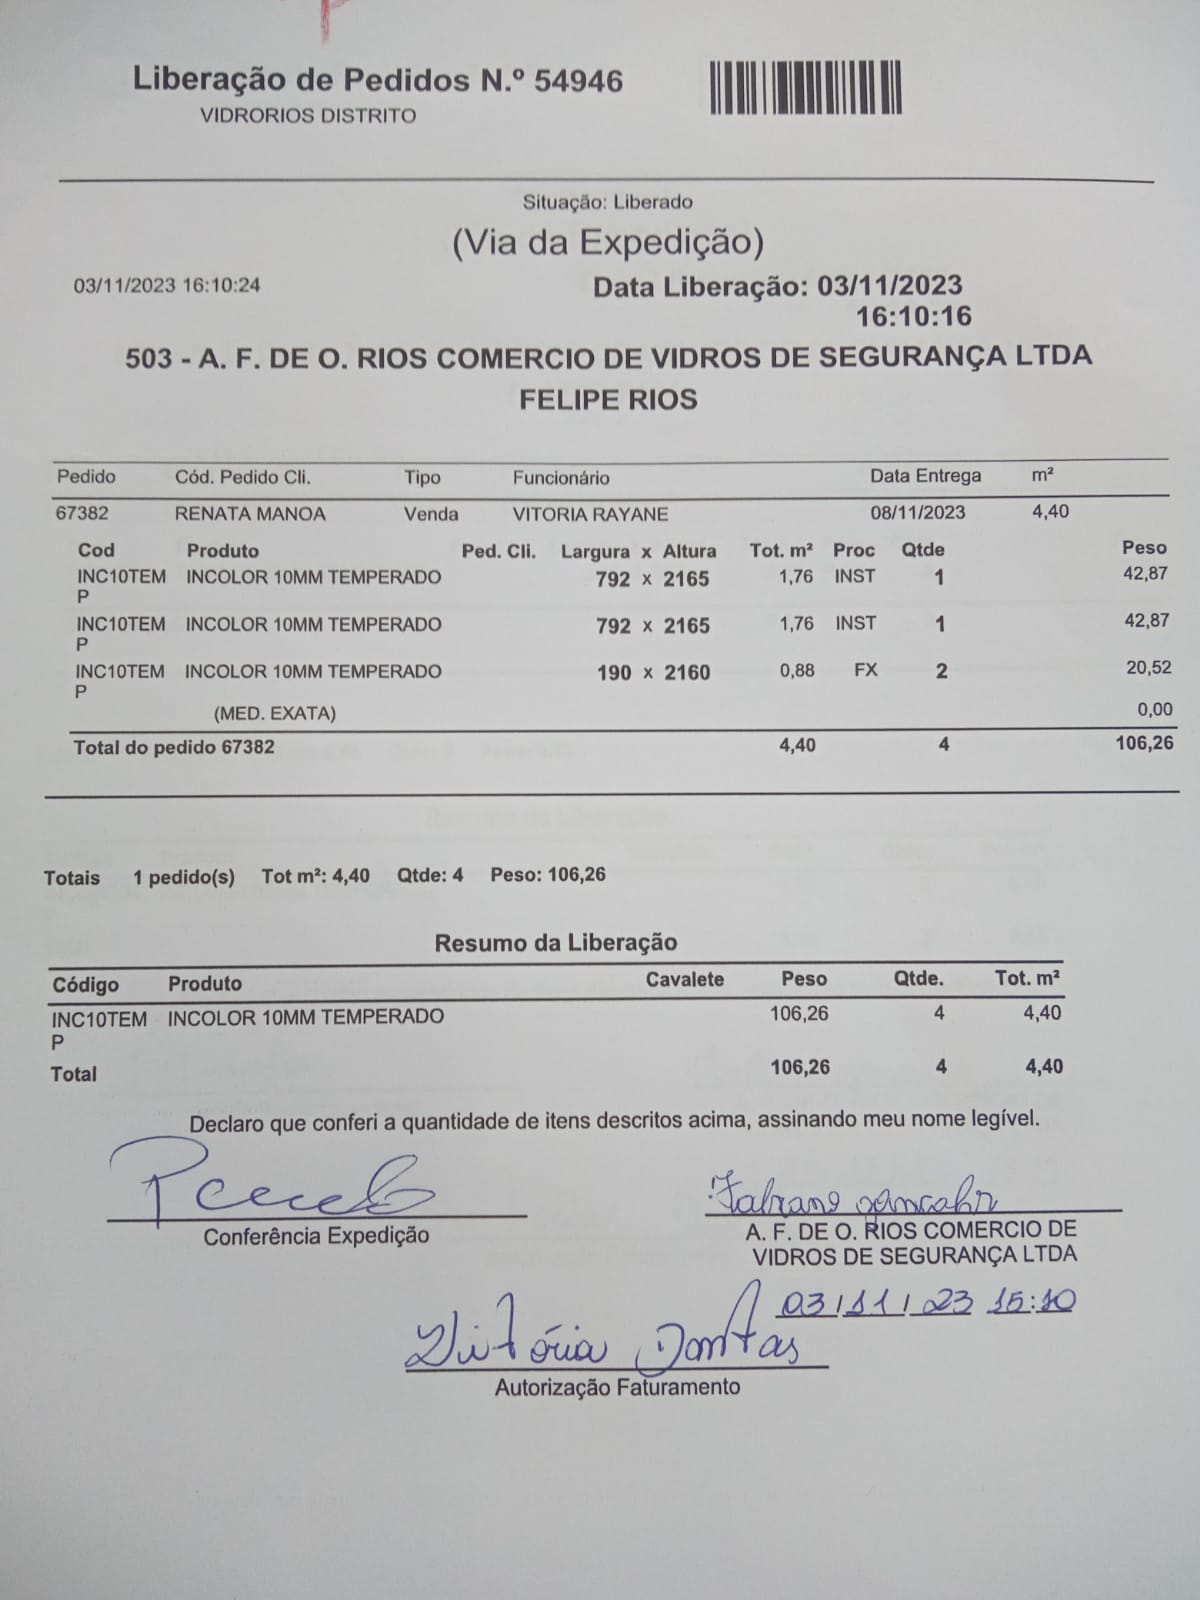 Liberação de Pedidos N.º 54946
VIDRORIOS DISTRITO
Situação: Liberado
(Via da Expedição)
03/11/2023 16:10:24 Data Liberação: 03/11/2023
16:10:16
503 - A. F. DE O. RIOS COMERCIO DE VIDROS DE SEGURANÇA LTDA
FELIPE RIOS
Pedido Cód. Pedido Cli. Tipo Funcionário Data Entrega m²
67382 RENATA MANOA Venda VITORIA RAYANE 08/11/2023 4,40
Cod Produto Ped. Cli. Largura x Altura Tot. m² Proc Qtde Peso
INC10TEM INCOLOR 10MM TEMPERADO 792 x 2165 1,76 INST 1 42,87
P
INC10TEM INCOLOR 10MM TEMPERADO 792 x 2165 1,76 INST 1 42,87
P
INC10TEM INCOLOR 10MM TEMPERADO 190 x 2160 0,88 FX 2 20,52
P
(MED. EXATA) 0,00
Total do pedido 67382 4,40 4 106,26
Totais 1 pedido(s) Tot m²: 4,40 Qtde: 4 Peso: 106,26
Resumo da Liberação
Código Produto Cavalete Peso Qtde. Tot. m²
INC10TEM INCOLOR 10MM TEMPERADO 106,26 4 4,40
P
Total 106,26 4 4,40
Declaro que conferi a quantidade de itens descritos acima, assinando meu nome legível.
Conferência Expedição
A. F. DE O. RIOS COMERCIO DE
VIDROS DE SEGURANÇA LTDA
03/11/23 15:10
Vitória Dantas
Autorização Faturamento